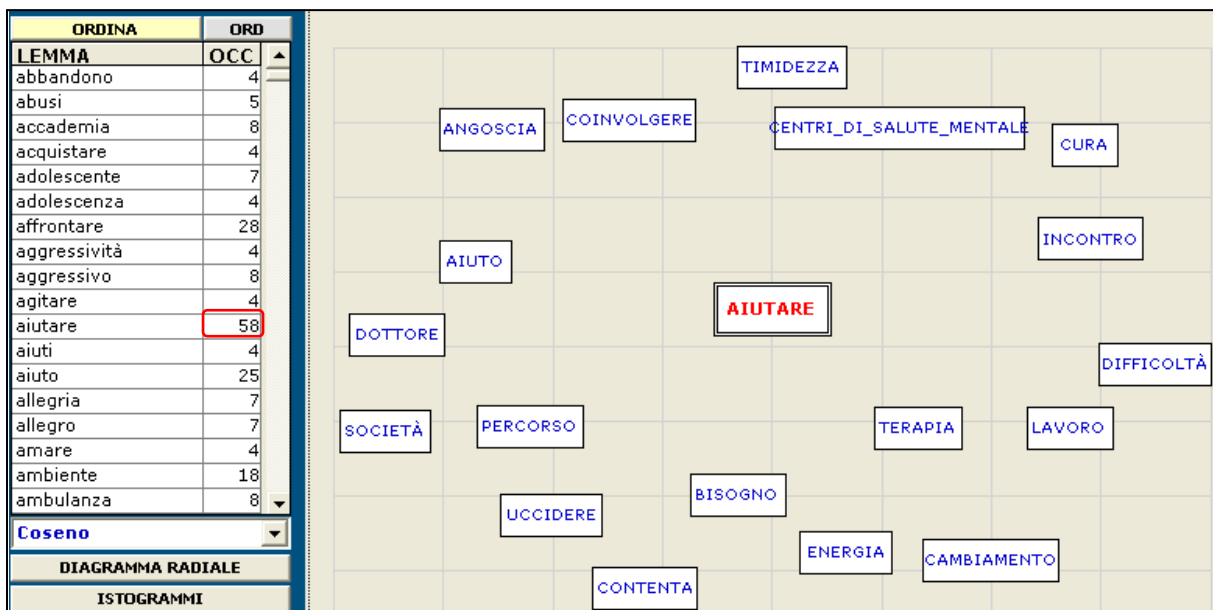 ORDINA ORD
LEMMA OCC
abbandono 4
abusi 5
accademia 8
acquistare 4
adolescente 7
adolescenza 4
affrontare 28
aggressività 4
aggressivo 8
agitare 4
aiutare 58
aiuti 4
aiuto 25
allegria 7
allegro 7
amare 4
ambiente 18
ambulanza 8
Coseno
DIAGRAMMA RADIALE
ISTOGRAMMI
TIMIDEZZA
ANGOSCIA
COINVOLGERE
CENTRI_DI_SALUTE_MENTALE
CURA
INCONTRO
AIUTO
AIUTARE
DOTTORE
DIFFICOLTÀ
SOCIETÀ
PERCORSO
TERAPIA
LAVORO
BISOGNO
UCCIDERE
ENERGIA
CAMBIAMENTO
CONTENTA